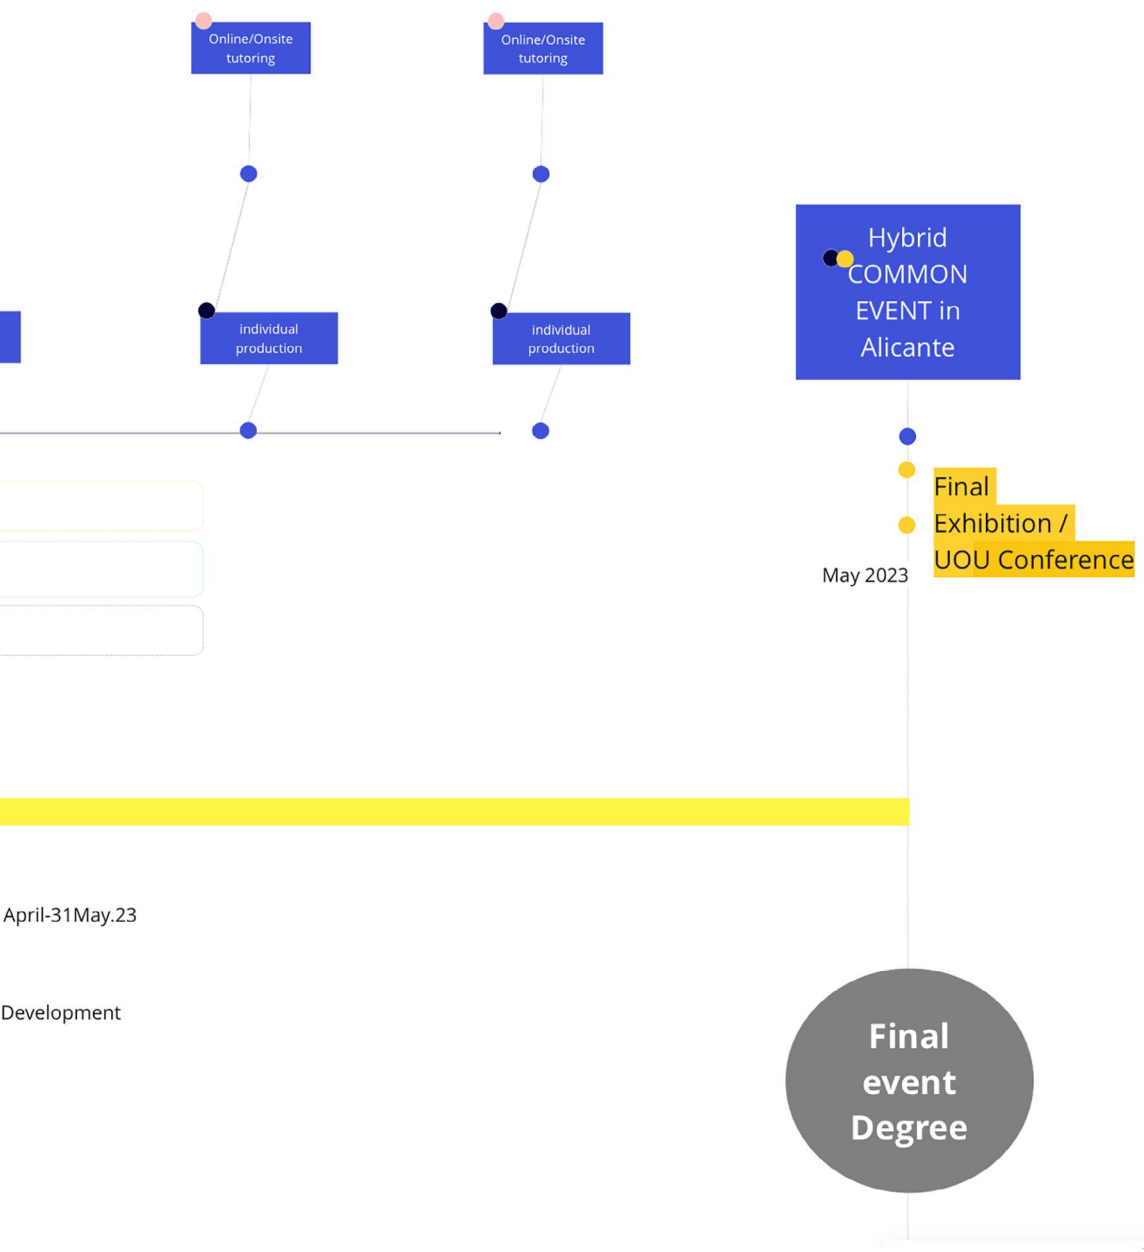 Online/Onsite
tutoring
Online/Onsite
tutoring
Hybrid
COMMON
EVENT in
Alicante
individual
production
individual
production
Final
Exhibition /
UOU Conference
May 2023
April-31May.23
Development
Final
event
Degree